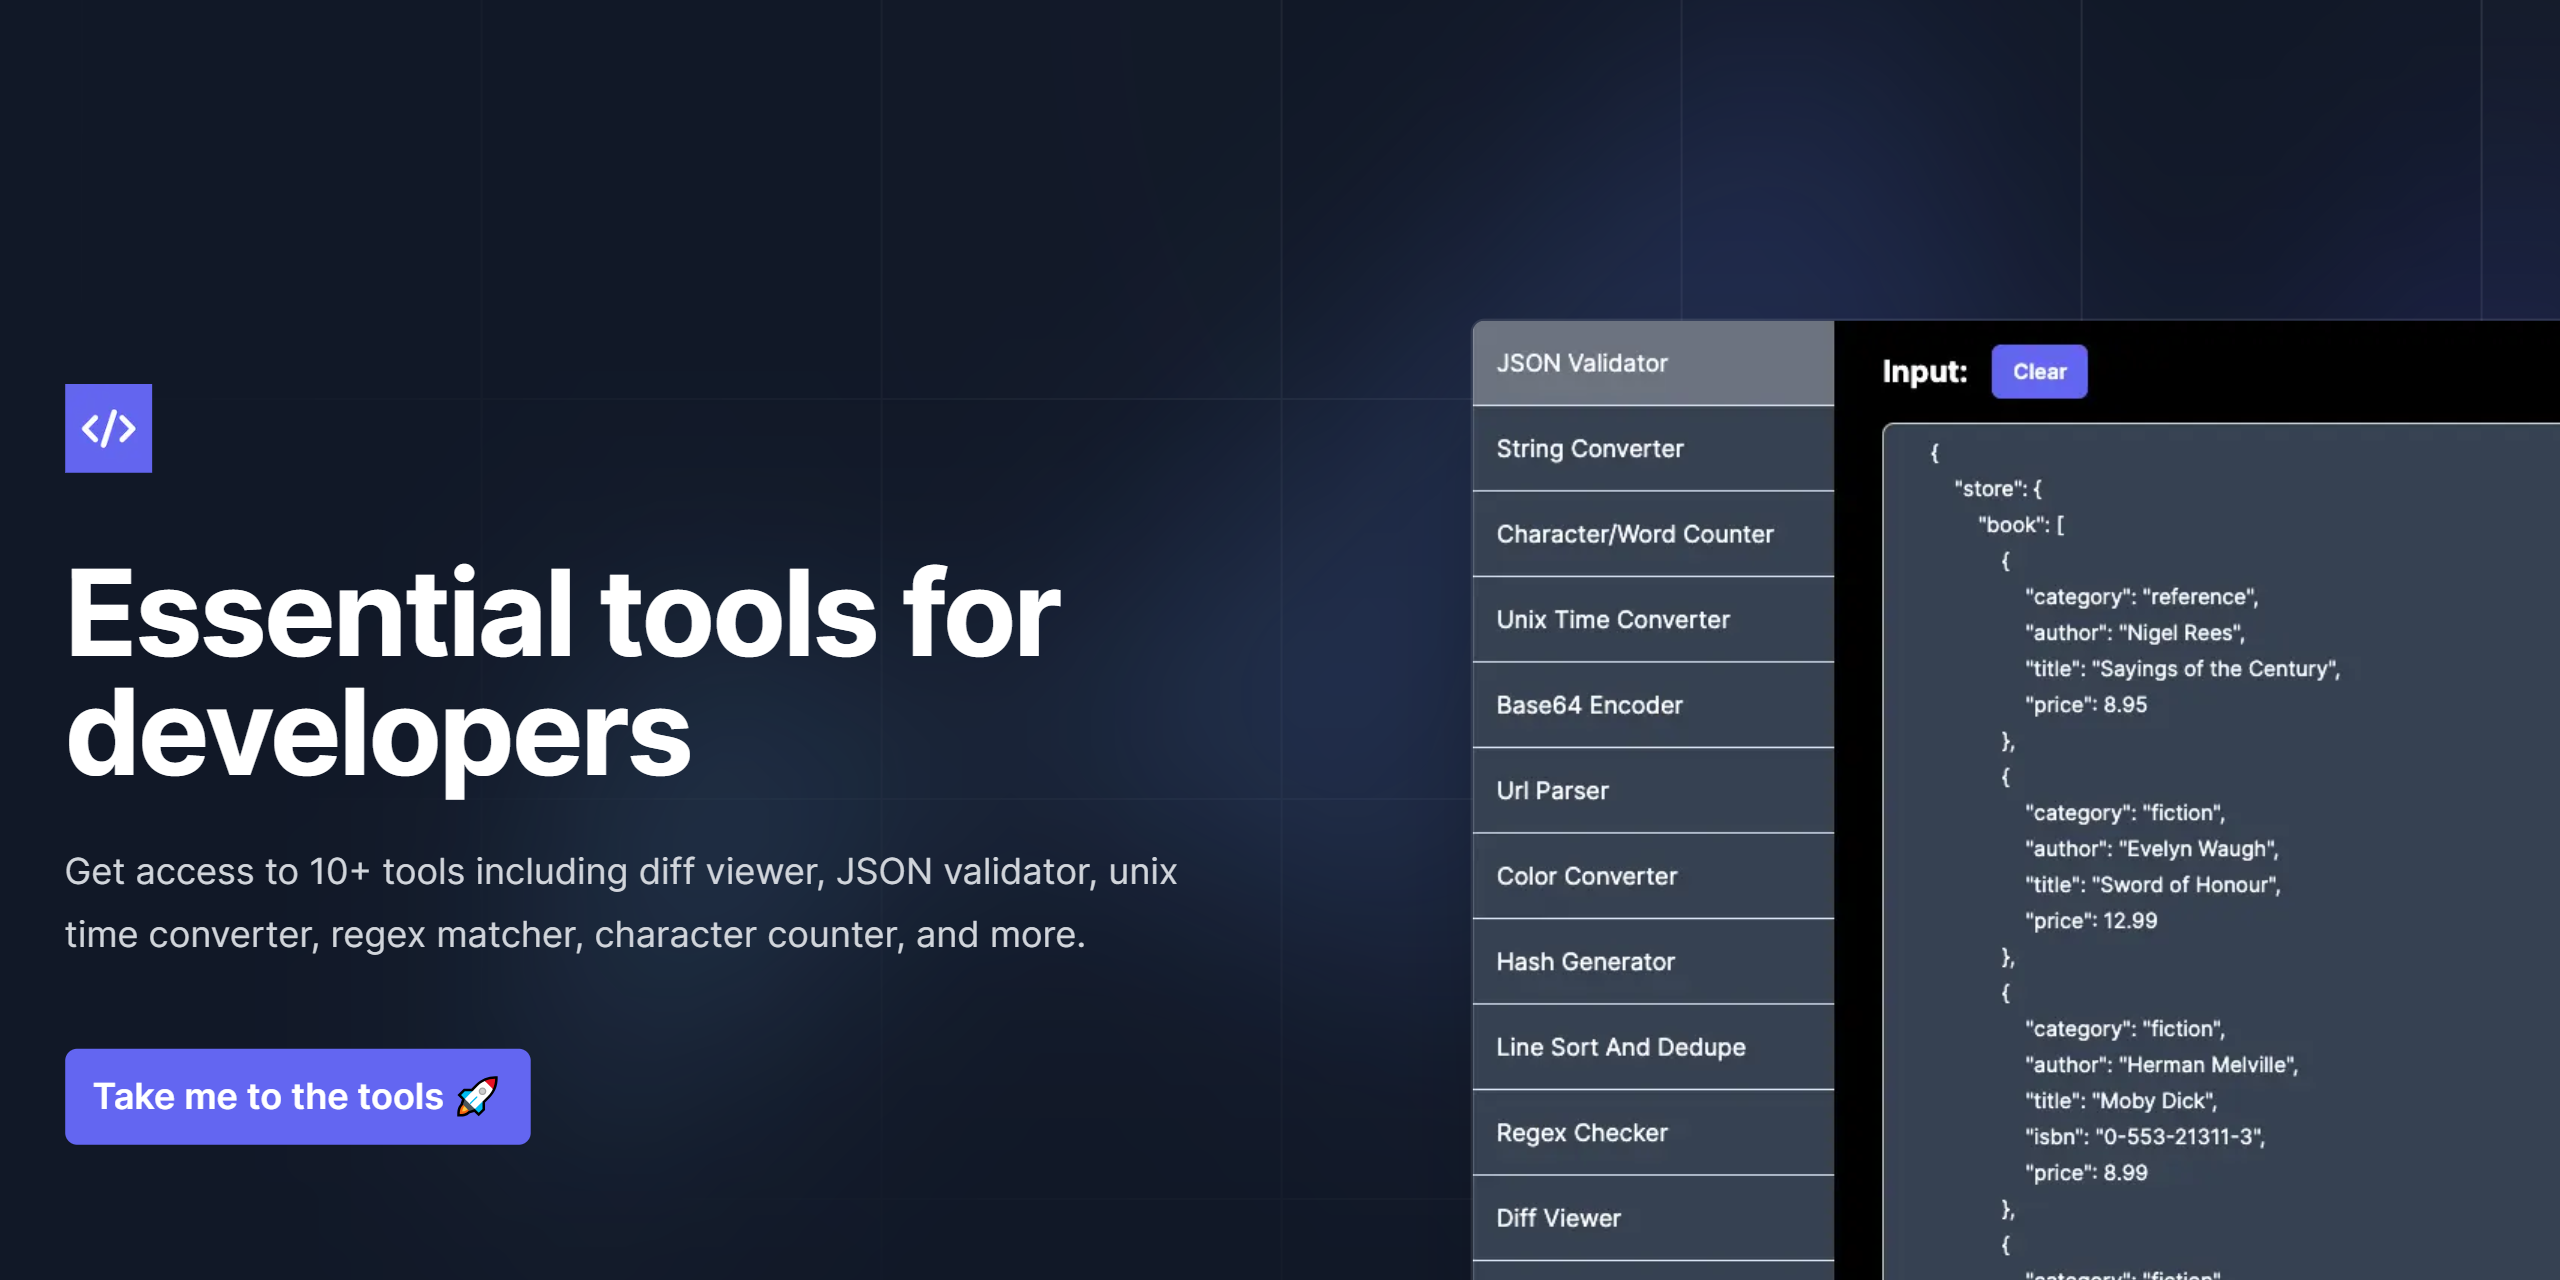 </>
Essential tools for
developers
Get access to 10+ tools including diff viewer, JSON validator, unix
time converter, regex matcher, character counter, and more.
Take me to the tools 🚀
JSON Validator
String Converter
Character/Word Counter
Unix Time Converter
Base64 Encoder
Url Parser
Color Converter
Hash Generator
Line Sort And Dedupe
Regex Checker
Diff Viewer
Input:
Clear
{
"store": {
"book": [
{
"category": "reference",
"author": "Nigel Rees",
"title": "Sayings of the Century",
"price": 8.95
},
{
"category": "fiction",
"author": "Evelyn Waugh",
"title": "Sword of Honour",
"price": 12.99
},
{
"category": "fiction",
"author": "Herman Melville",
"title": "Moby Dick",
"isbn": "0-553-21311-3",
"price": 8.99
},
{